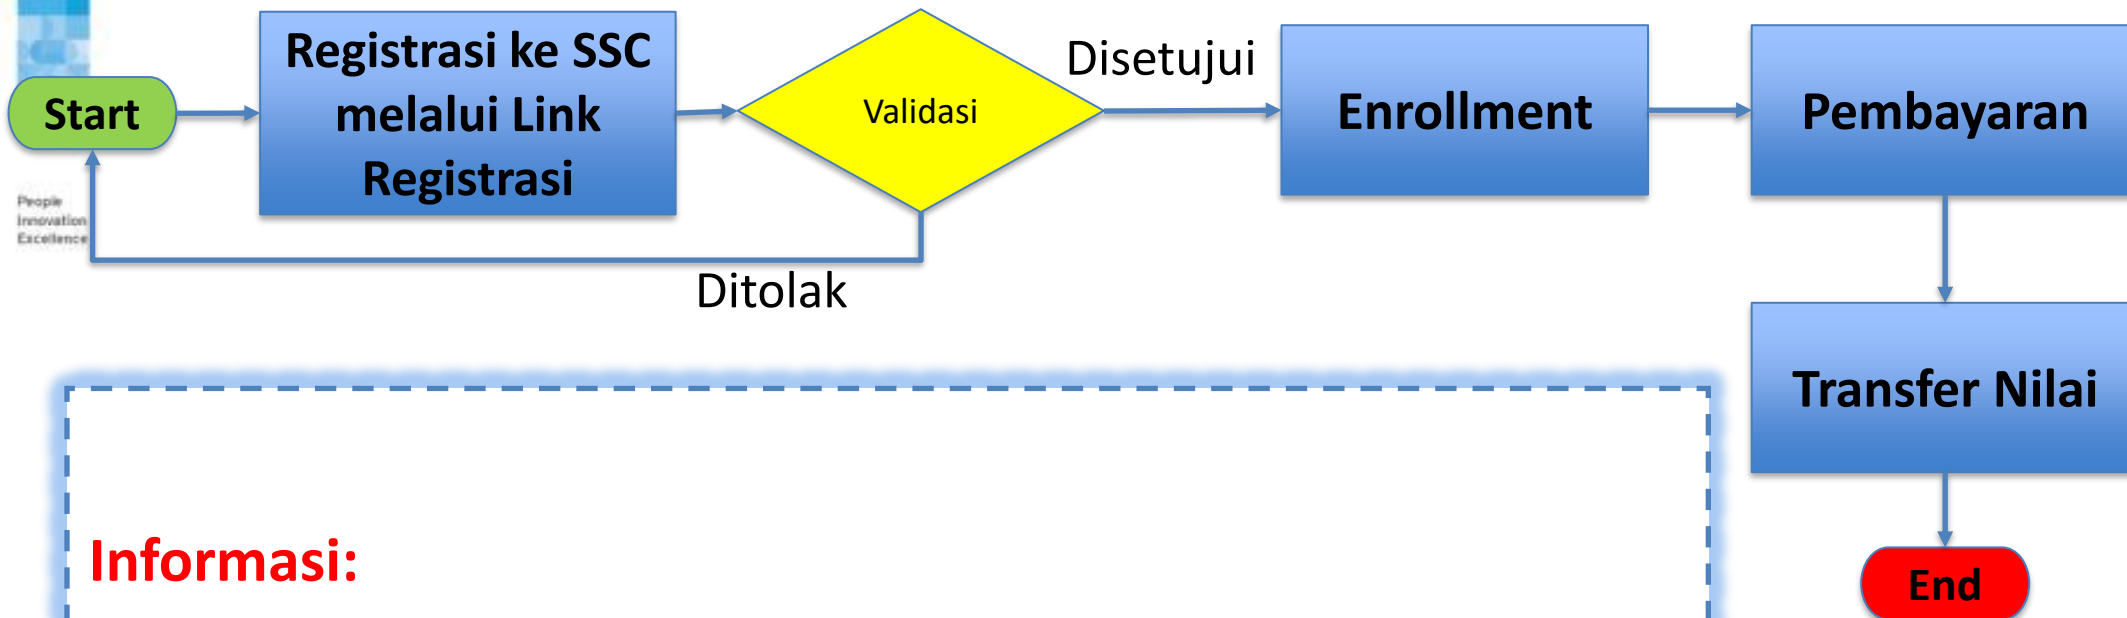 Start
Registrasi ke SSC
melalui Link
Registrasi
Validasi
Disetujui
Enrollment
Pembayaran
People
Innovation
Excellence
Ditolak
Transfer Nilai
Informasi:
End